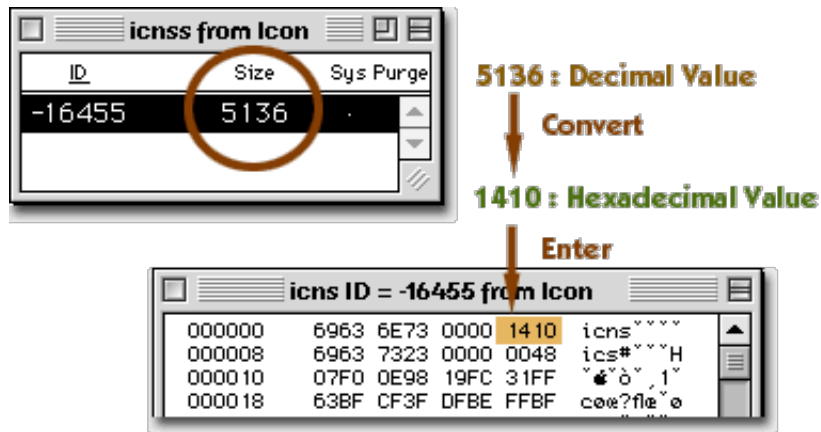 icnss from Icon
ID Size Sys Purge
-16455 5136 ·
5136 : Decimal Value
Convert
1410 : Hexadecimal Value
Enter
icns ID = -16455 from Icon
000000 6963 6E73 0000 1410 icnsˇˇˇˇ
000008 6963 7323 0000 0048 ics#ˇˇˇH
000010 07F0 0E98 19FC 31FF
000018 63BF CF3F DFBE FFBF